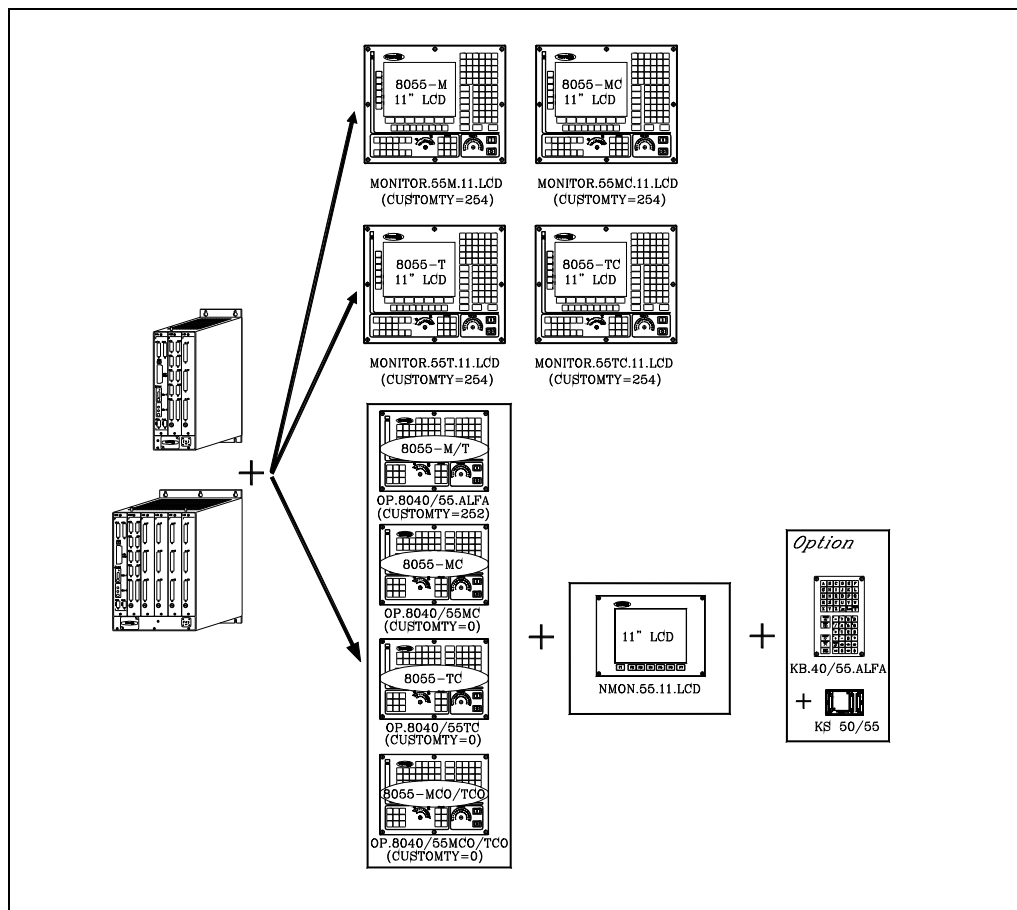 8055-M
11" LCD
MONITOR.55M.11.LCD
(CUSTOMTY=254)
8055-MC
11" LCD
MONITOR.55MC.11.LCD
(CUSTOMTY=254)
8055-T
11" LCD
MONITOR.55T.11.LCD
(CUSTOMTY=254)
8055-TC
11" LCD
MONITOR.55TC.11.LCD
(CUSTOMTY=254)
+
8055-M/T
OP.8040/55.ALFA
(CUSTOMTY=252)
8055-MC
OP.8040/55MC
(CUSTOMTY=0)
8055-TC
OP.8040/55TC
(CUSTOMTY=0)
8055-MCO/TCO
OP.8040/55MCO/TCO
(CUSTOMTY=0)
+
11" LCD
NMON.55.11.LCD
+
Option
KB.40/55.ALFA
+
KS 50/55